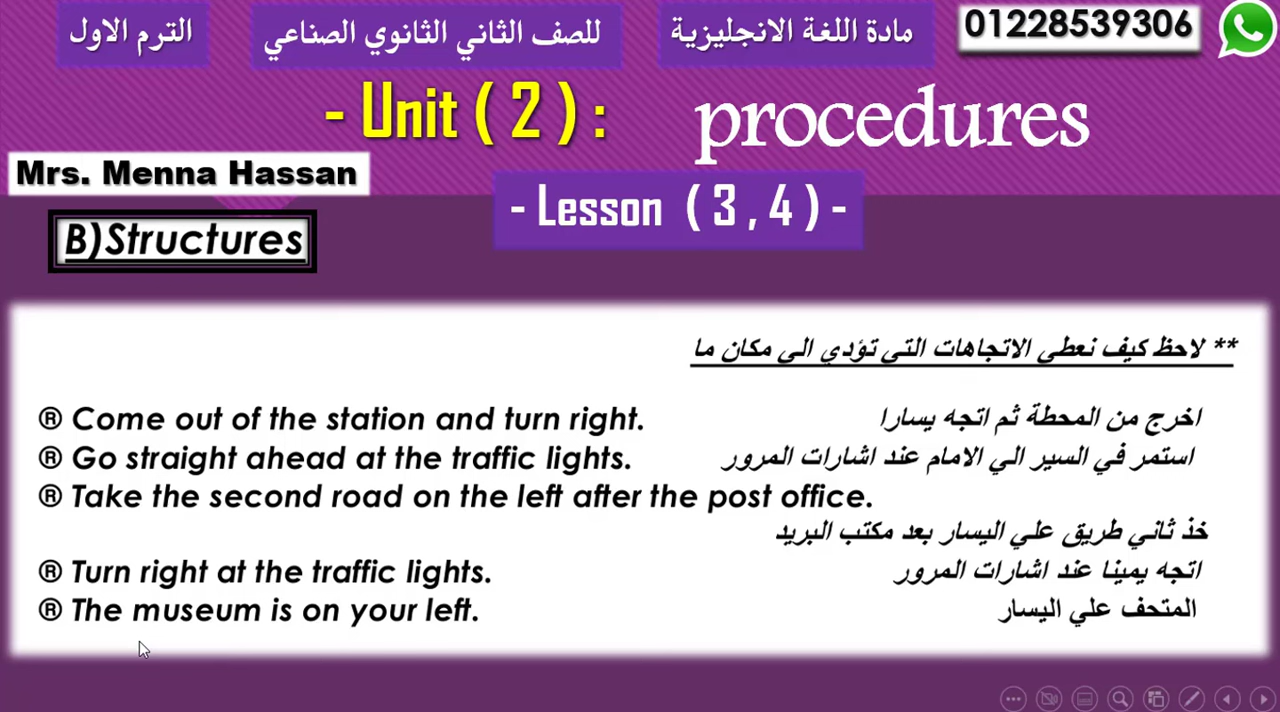 01228539306
مادة اللغة الانجليزية
للصف الثاني الثانوي الصناعي
الترم الاول
- Unit ( 2 ) : procedures
Mrs. Menna Hassan
- Lesson ( 3 , 4 ) -
B)Structures
** لاحظ كيف نعطي الاتجاهات التي تؤدي الي مكان ما
® Come out of the station and turn right.
اخرج من المحطة ثم اتجه يسارا
® Go straight ahead at the traffic lights.
استمر في السير الي الامام عند اشارات المرور
® Take the second road on the left after the post office.
خذ ثاني طريق علي اليسار بعد مكتب البريد
® Turn right at the traffic lights.
اتجه يمينا عند اشارات المرور
® The museum is on your left.
المتحف علي اليسار